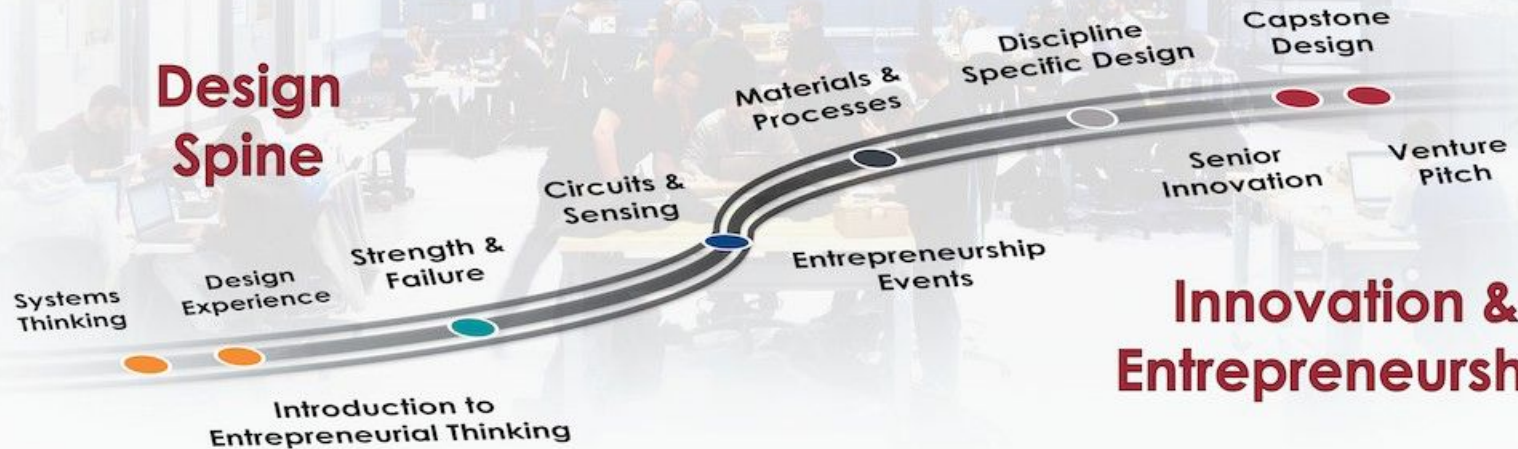 Design
Spine
Systems
Thinking
Design
Experience
Strength &
Failure
Circuits &
Sensing
Materials &
Processes
Discipline
Specific Design
Capstone
Design
Introduction to
Entrepreneurial Thinking
Entrepreneurship
Events
Senior
Innovation
Venture
Pitch
Innovation &
Entrepreneursh